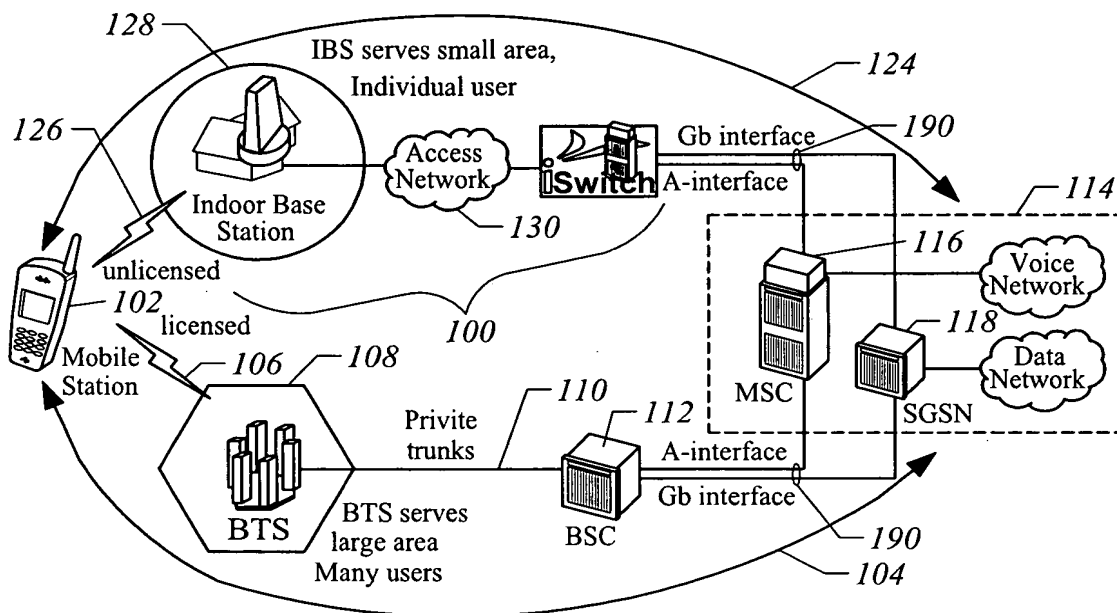 128
IBS serves small area,
Individual user
124
126
Gb interface
190
Access
Network
iSwitch
A-interface
Indoor Base
Station
130
114
116
unlicensed
Voice
Network
102
licensed
100
118
Mobile
Station
106
108
Data
Network
110
112
MSC
SGSN
Privite
trunks
A-interface
Gb interface
BTS
BTS serves
large area
Many users
BSC
190
104